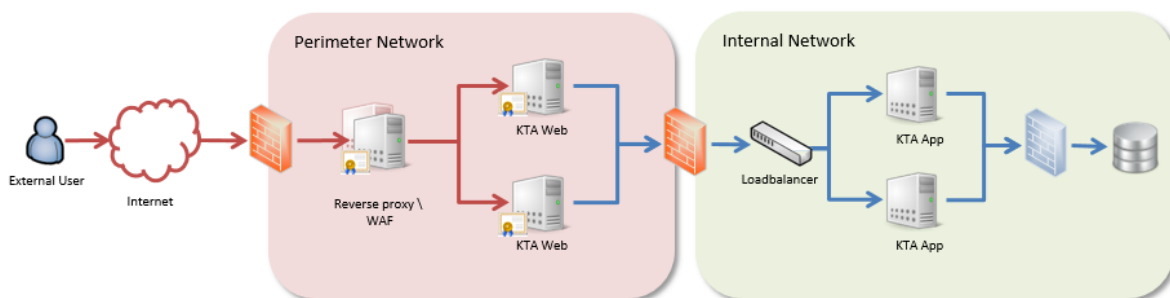 Perimeter Network
Internal Network
KTA Web
KTA App
External User
Internet
Reverse proxy \
WAF
Loadbalancer
KTA Web
KTA App